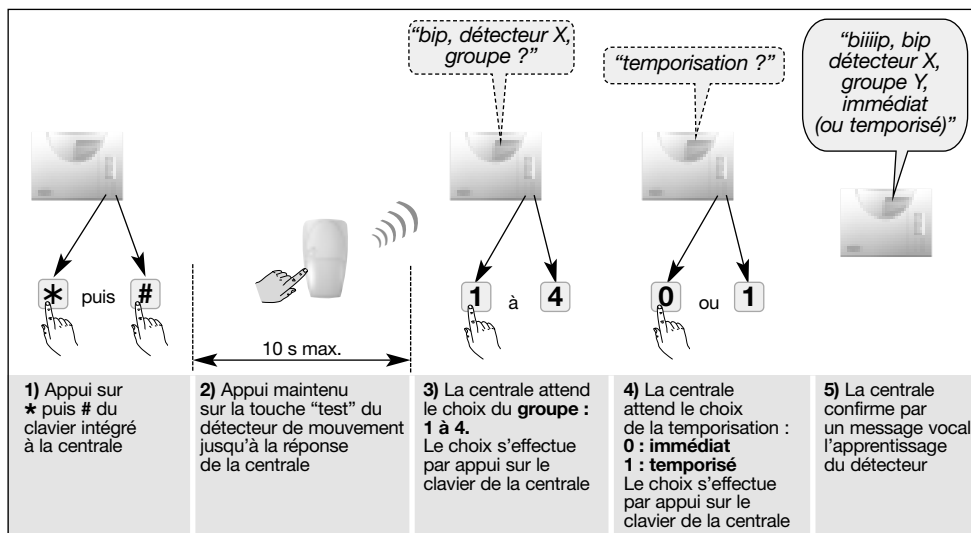 “bip, détecteur X,
groupe ?”
“temporisation ?”
“biiiip, bip
détecteur X,
groupe Y,
immédiat
(ou temporisé)”
* puis #
10 s max.
1 à 4
0 ou 1
1) Appui sur
* puis # du
clavier intégré
à la centrale
2) Appui maintenu
sur la touche “test” du
détecteur de mouvement
jusqu’à la réponse
de la centrale
3) La centrale attend
le choix du groupe :
1 à 4.
Le choix s’effectue
par appui sur le
clavier de la centrale
4) La centrale
attend le choix
de la temporisation :
0 : immédiat
1 : temporisé
Le choix s’effectue
par appui sur le
clavier de la centrale
5) La centrale
confirme par
un message vocal
l’apprentissage
du détecteur